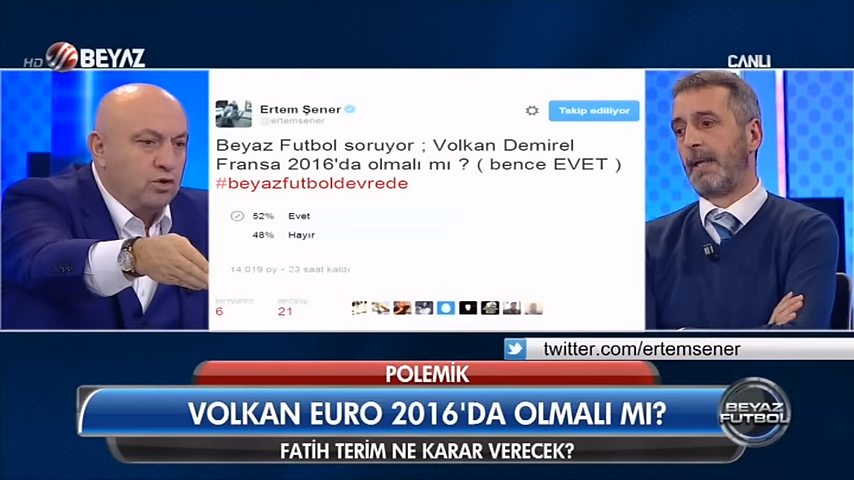 HD BEYAZ
CANLI
Ertem Şener
@ertemsener
Takip ediliyor
Beyaz Futbol soruyor ; Volkan Demirel
Fransa 2016'da olmalı mı ? ( bence EVET )
#beyazfutboldevrede
52% Evet
48% Hayır
14.019 oy - 23 saat kaldı
6 21
twitter.com/ertemsener
POLEMİK
VOLKAN EURO 2016'DA OLMALI MI?
FATİH TERİM NE KARAR VERECEK?
BEYAZ
FUTBOL